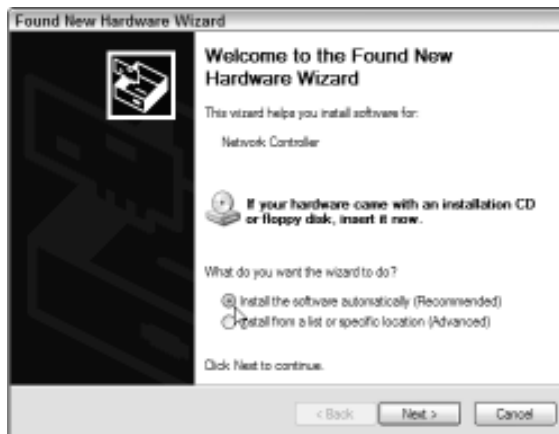 Found New Hardware Wizard
Welcome to the Found New
Hardware Wizard
This wizard helps you install software for:
Network Controller
If your hardware came with an installation CD
or floppy disk, insert it now.
What do you want the wizard to do?
Install the software automatically (Recommended)
Install from a list or specific location (Advanced)
Click Next to continue.
< Back
Next >
Cancel